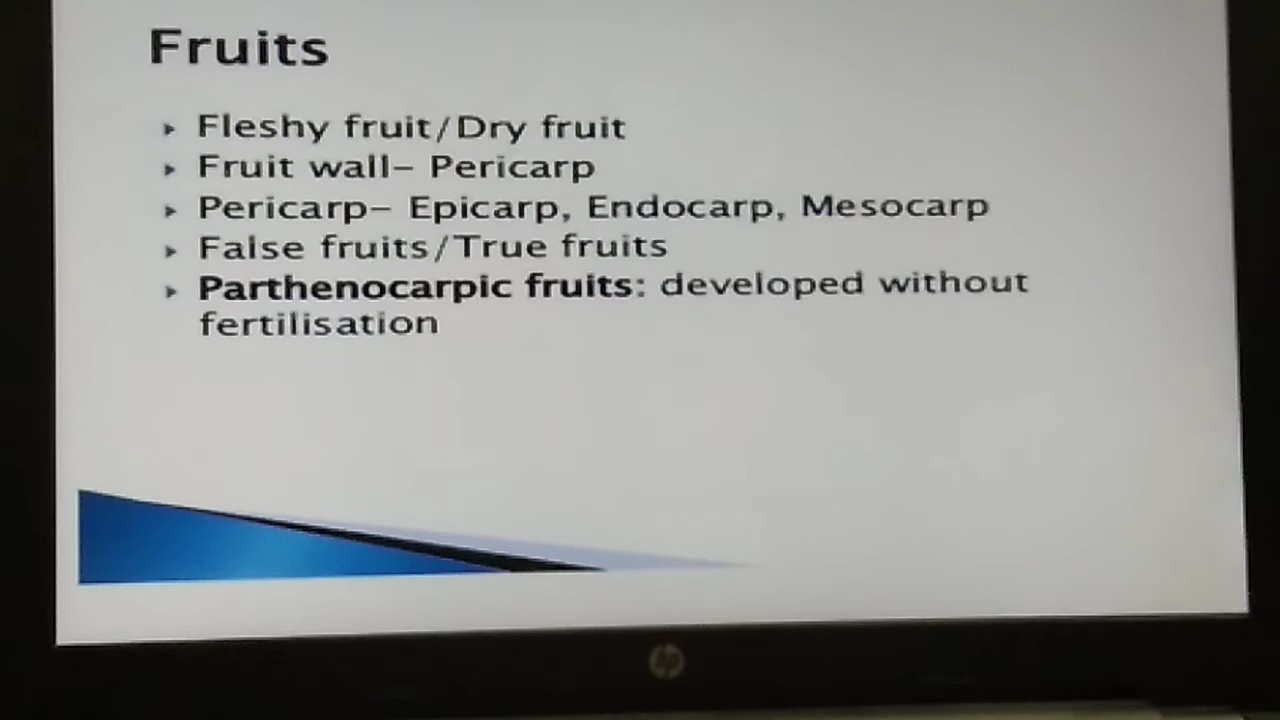 Fruits
Fleshy fruit/Dry fruit
Fruit wall– Pericarp
Pericarp– Epicarp, Endocarp, Mesocarp
False fruits/True fruits
Parthenocarpic fruits: developed without
fertilisation
hp